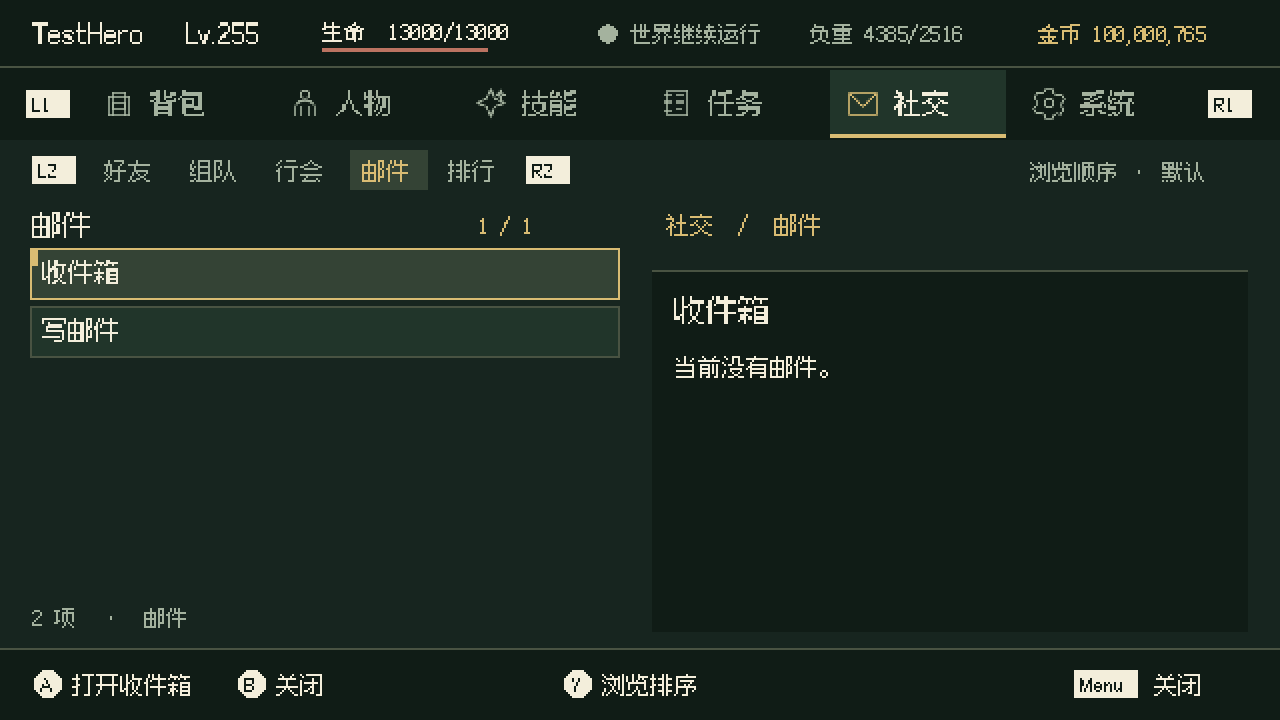 TestHero Lv.255 生命 13000/13000 世界继续运行 负重 4385/2516 金币 100,000,765
L1 背包 人物 技能 任务 社交 系统 R1
L2 好友 组队 行会 邮件 排行 R2 浏览顺序 · 默认
邮件 1 / 1 社交 / 邮件
收件箱
写邮件
收件箱
当前没有邮件。
2 项 · 邮件
A 打开收件箱 B 关闭 Y 浏览排序 Menu 关闭